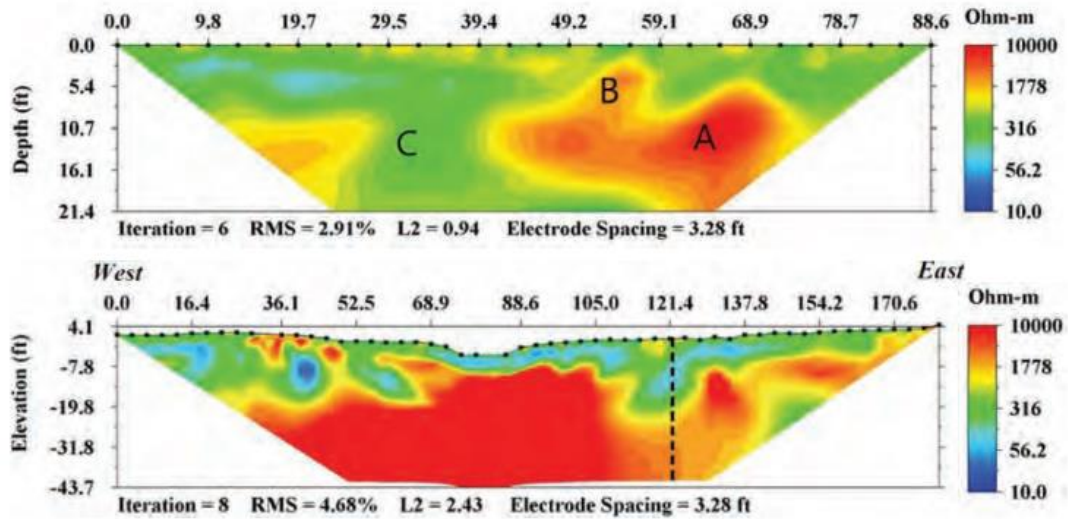 0.0 9.8 19.7 29.5 39.4 49.2 59.1 68.9 78.7 88.6 Ohm-m
0.0
5.4
10.7
16.1
21.4
Depth (ft)
A
B
C
10000
1778
316
56.2
10.0
Iteration = 6 RMS = 2.91% L2 = 0.94 Electrode Spacing = 3.28 ft
West East
0.0 16.4 36.1 52.5 68.9 88.6 105.0 121.4 137.8 154.2 170.6 Ohm-m
4.1
-7.8
-19.8
-31.8
-43.7
Elevation (ft)
10000
1778
316
56.2
10.0
Iteration = 8 RMS = 4.68% L2 = 2.43 Electrode Spacing = 3.28 ft